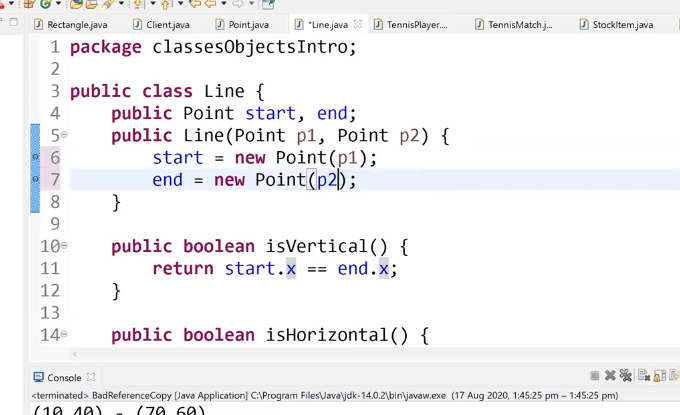 Rectangle.java Client.java Point.java *Line.java TennisPlayer.... TennisMatch.j... StockItem.java
1 package classesObjectsIntro;
2
3 public class Line {
4 public Point start, end;
5 public Line(Point p1, Point p2) {
6 start = new Point(p1);
7 end = new Point(p2);
8 }
9
10 public boolean isVertical() {
11 return start.x == end.x;
12 }
13
14 public boolean isHorizontal() {
Console
<terminated> BadReferenceCopy [Java Application] C:\Program Files\Java\jdk-14.0.2\bin\javaw.exe (17 Aug 2020, 1:45:25 pm – 1:45:25 pm)
(10,40) - (70,60)